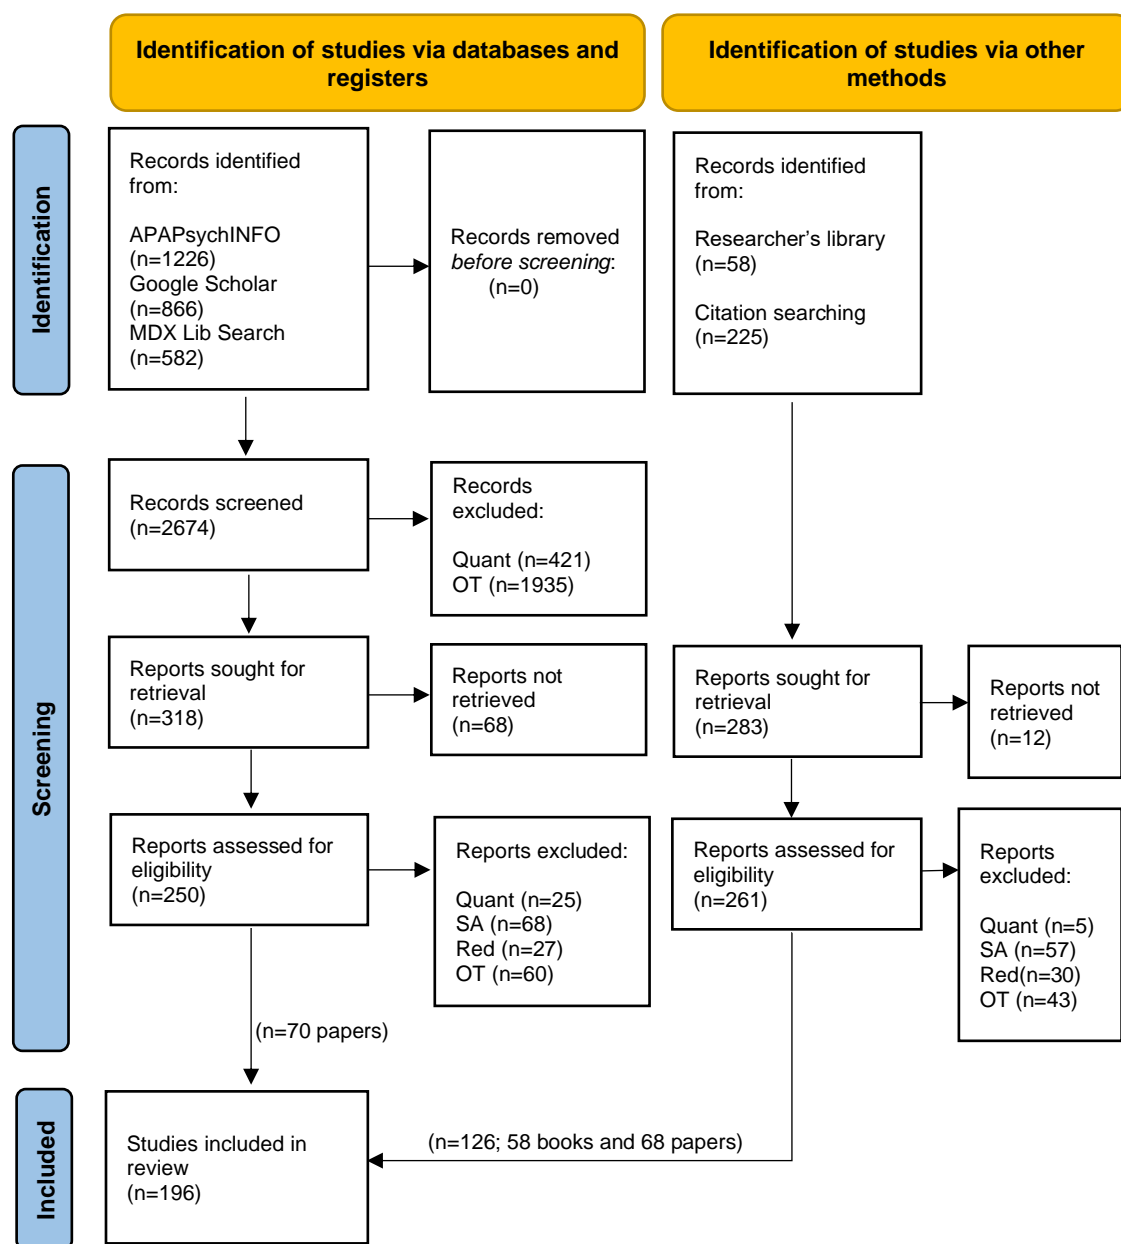 Identification of studies via databases and
registers
Identification of studies via other
methods
Identification
Records identified
from:
APAPsychINFO
(n=1226)
Google Scholar
(n=866)
MDX Lib Search
(n=582)
Records removed
before screening:
(n=0)
Records identified
from:
Researcher’s library
(n=58)
Citation searching
(n=225)
Screening
Records screened
(n=2674)
Records
excluded:
Quant (n=421)
OT (n=1935)
Reports sought for
retrieval
(n=318)
Reports not
retrieved
(n=68)
Reports sought for
retrieval
(n=283)
Reports not
retrieved
(n=12)
Reports assessed for
eligibility
(n=250)
Reports excluded:
Quant (n=25)
SA (n=68)
Red (n=27)
OT (n=60)
Reports assessed for
eligibility
(n=261)
Reports
excluded:
Quant (n=5)
SA (n=57)
Red(n=30)
OT (n=43)
(n=70 papers)
Included
Studies included in
review
(n=196)
(n=126; 58 books and 68 papers)